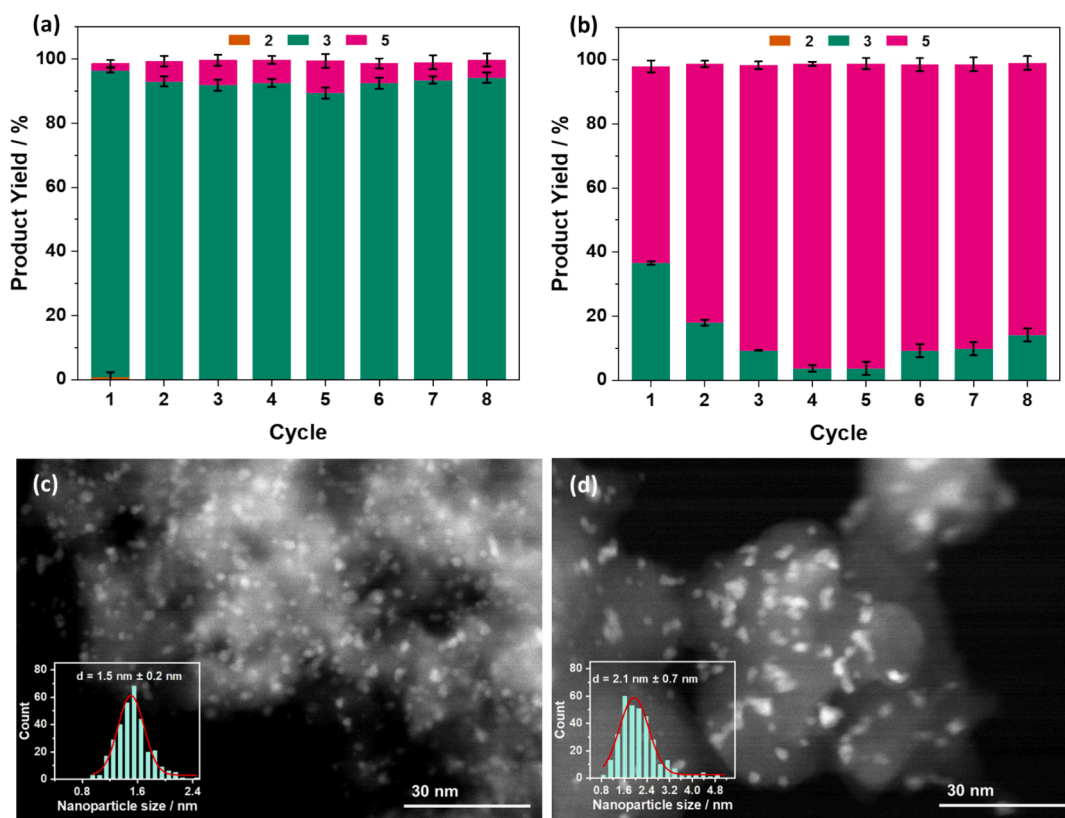 (a)
2 3 5
Product Yield / %
100
80
60
40
20
0
1 2 3 4 5 6 7 8
Cycle
(b)
2 3 5
Product Yield / %
100
80
60
40
20
0
1 2 3 4 5 6 7 8
Cycle
(c)
d = 1.5 nm ± 0.2 nm
Count
80
60
40
20
0
0.8 1.6 2.4
Nanoparticle size / nm
30 nm
(d)
d = 2.1 nm ± 0.7 nm
Count
80
60
40
20
0
0.8 1.6 2.4 3.2 4.0 4.8
Nanoparticle size / nm
30 nm